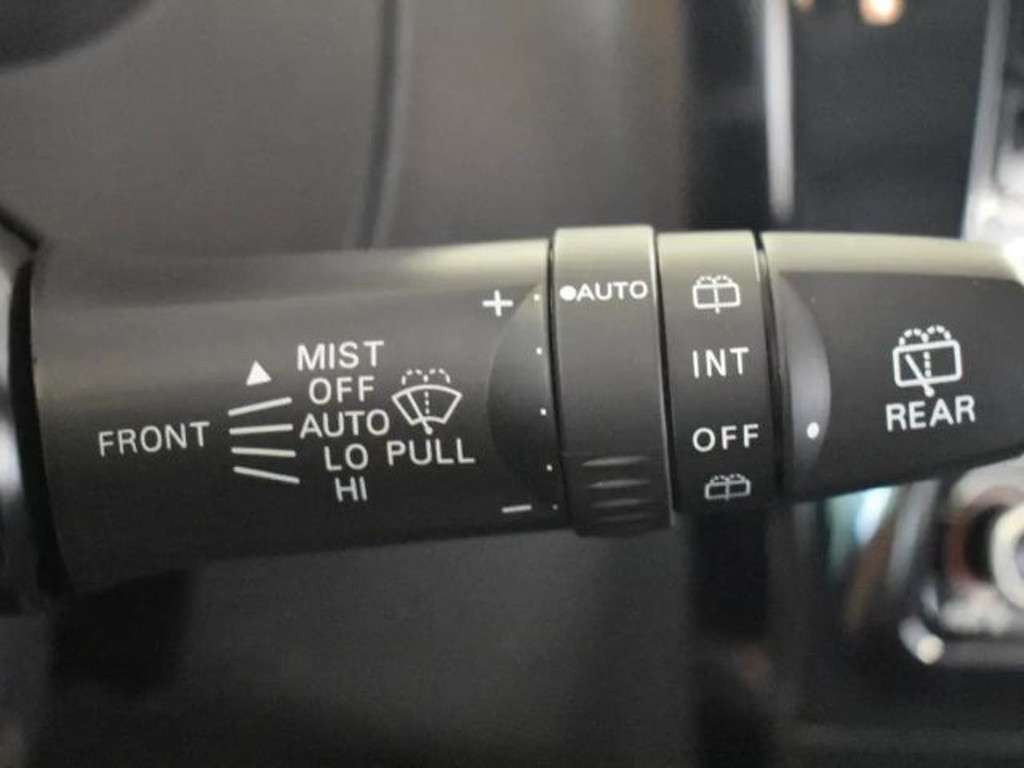 FRONT
MIST
OFF
AUTO
LO
HI
PULL
+
−
AUTO
INT
OFF
REAR